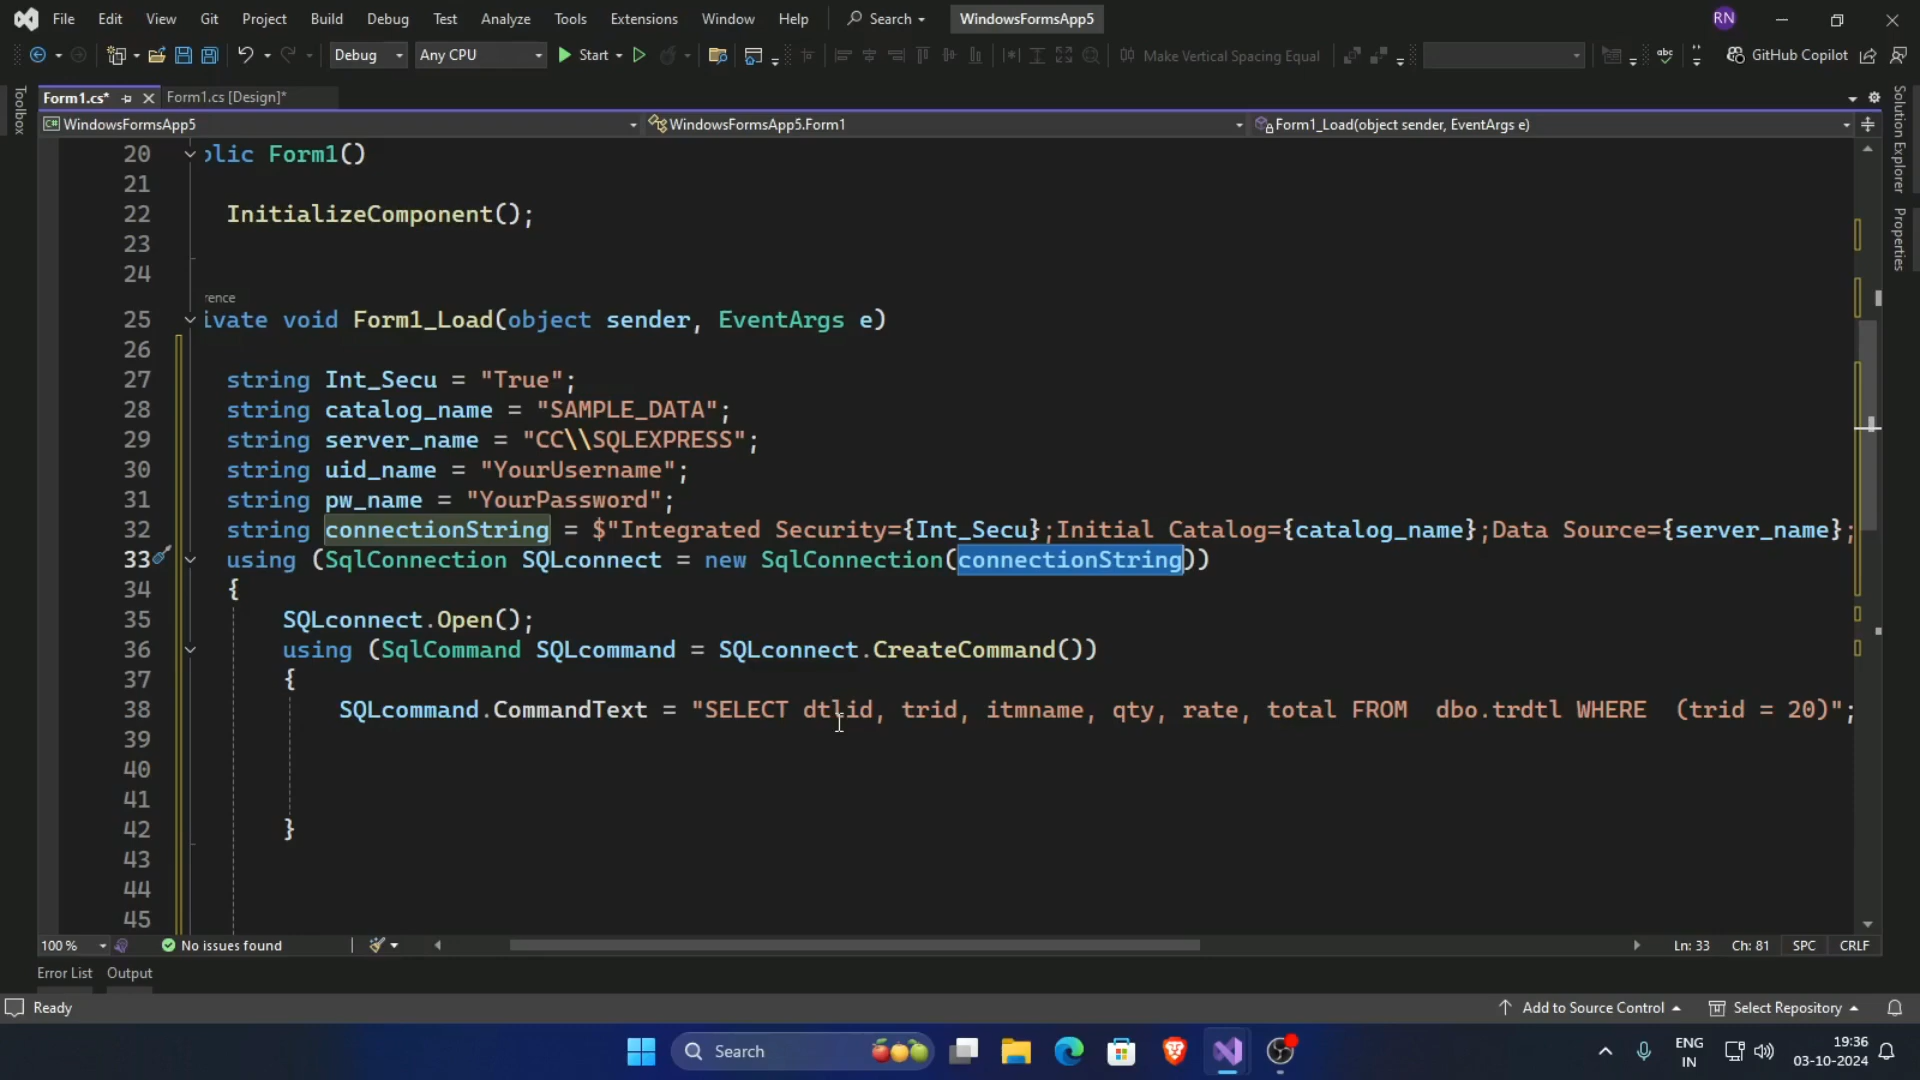 File Edit View Git Project Build Debug Test Analyze Tools Extensions Window Help Search WindowsFormsApp5 RN
Debug Any CPU Start Make Vertical Spacing Equal abc GitHub Copilot
Toolbox
Form1.cs* Form1.cs [Design]*
C# WindowsFormsApp5 WindowsFormsApp5.Form1 Form1_Load(object sender, EventArgs e)
Solution Explorer
Properties
20 blic Form1()
21
22 InitializeComponent();
23
24
rence
25 ivate void Form1_Load(object sender, EventArgs e)
26
27 string Int_Secu = "True";
28 string catalog_name = "SAMPLE_DATA";
29 string server_name = "CC\\SQLEXPRESS";
30 string uid_name = "YourUsername";
31 string pw_name = "YourPassword";
32 string connectionString = $"Integrated Security={Int_Secu};Initial Catalog={catalog_name};Data Source={server_name};
33 using (SqlConnection SQLconnect = new SqlConnection(connectionString))
34 {
35 SQLconnect.Open();
36 using (SqlCommand SQLcommand = SQLconnect.CreateCommand())
37 {
38 SQLcommand.CommandText = "SELECT dtlid, trid, itmname, qty, rate, total FROM  dbo.trdtl WHERE  (trid = 20)";
39
40
41
42 }
43
44
45
100 % No issues found Ln: 33 Ch: 81 SPC CRLF
Error List Output
Ready Add to Source Control Select Repository
Search ENG IN 19:36 03-10-2024